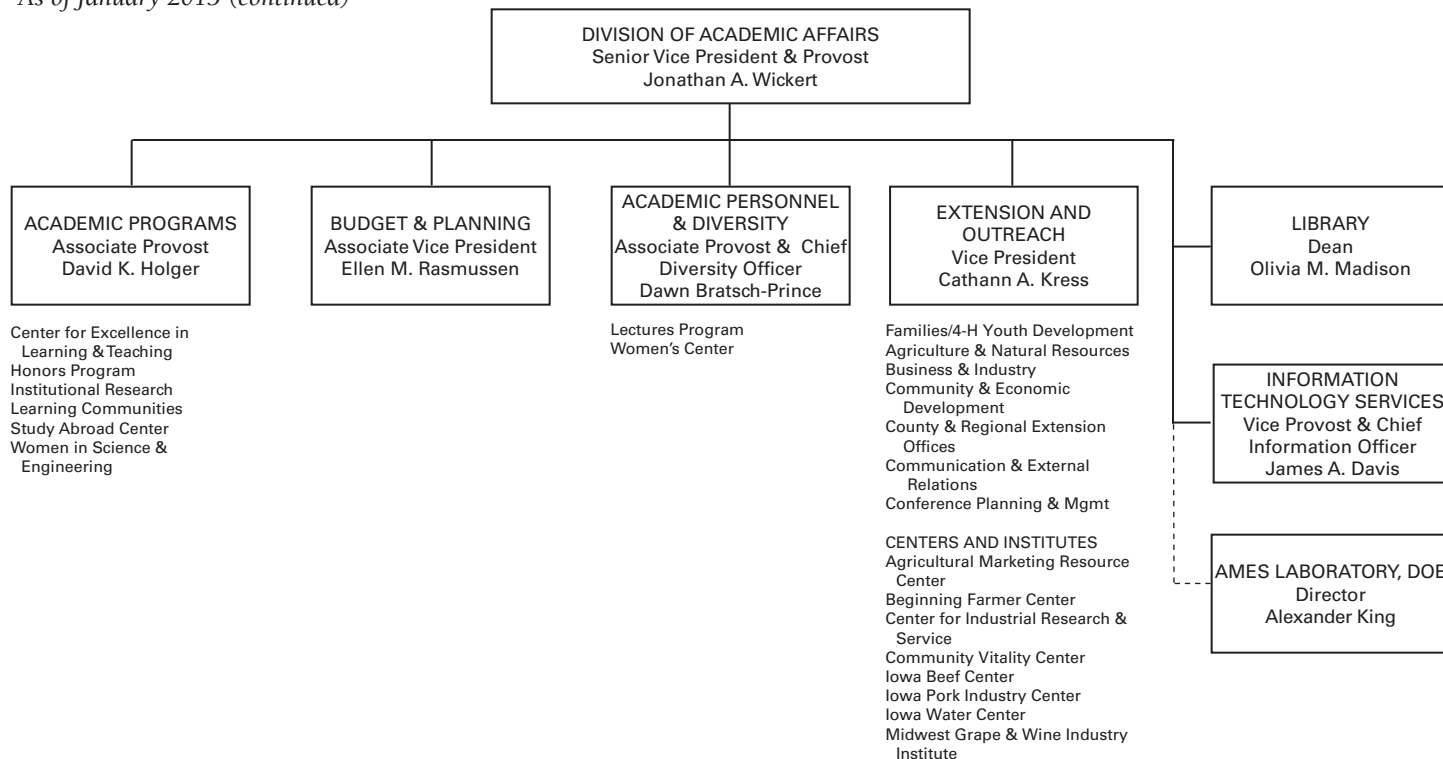 As of January 2013 (continued)
DIVISION OF ACADEMIC AFFAIRS
Senior Vice President & Provost
Jonathan A. Wickert
ACADEMIC PROGRAMS
Associate Provost
David K. Holger
Center for Excellence in
Learning & Teaching
Honors Program
Institutional Research
Learning Communities
Study Abroad Center
Women in Science &
Engineering
BUDGET & PLANNING
Associate Vice President
Ellen M. Rasmussen
ACADEMIC PERSONNEL
& DIVERSITY
Associate Provost & Chief
Diversity Officer
Dawn Bratsch-Prince
Lectures Program
Women's Center
EXTENSION AND
OUTREACH
Vice President
Cathann A. Kress
Families/4-H Youth Development
Agriculture & Natural Resources
Business & Industry
Community & Economic
Development
County & Regional Extension
Offices
Communication & External
Relations
Conference Planning & Mgmt
CENTERS AND INSTITUTES
Agricultural Marketing Resource
Center
Beginning Farmer Center
Center for Industrial Research &
Service
Community Vitality Center
Iowa Beef Center
Iowa Pork Industry Center
Iowa Water Center
Midwest Grape & Wine Industry
Institute
LIBRARY
Dean
Olivia M. Madison
INFORMATION
TECHNOLOGY SERVICES
Vice Provost & Chief
Information Officer
James A. Davis
AMES LABORATORY, DOE
Director
Alexander King